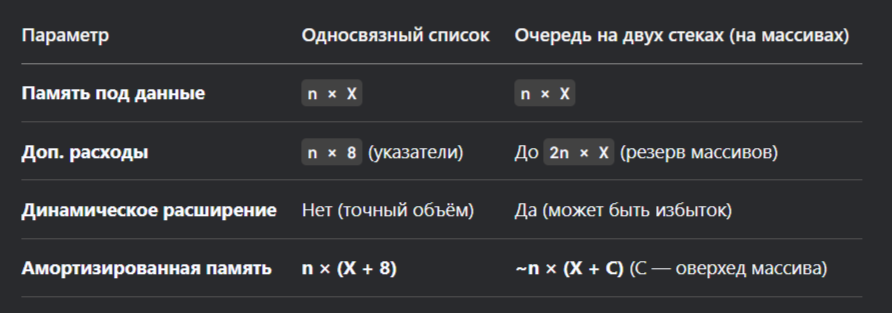 Параметр Односвязный список Очередь на двух стеках (на массивах)
Память под данные n × X n × X
Доп. расходы n × 8 (указатели) До 2n × X (резерв массивов)
Динамическое расширение Нет (точный объём) Да (может быть избыток)
Амортизированная память n × (X + 8) ~n × (X + C) (C — оверхед массива)